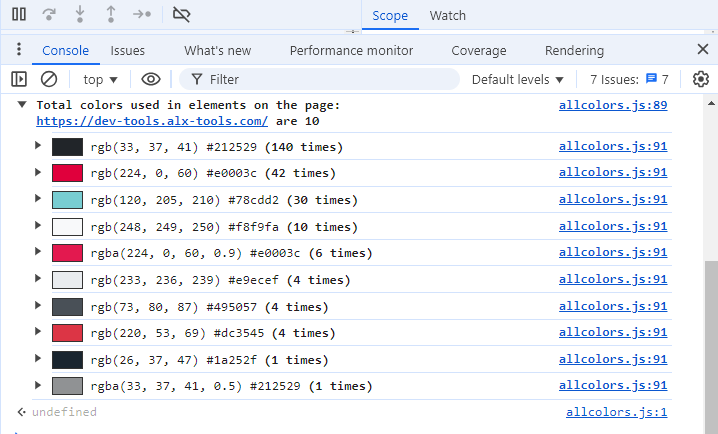 Scope Watch
Console Issues What's new Performance monitor Coverage Rendering
top Filter Default levels 7 Issues: 7
Total colors used in elements on the page: allcolors.js:89
https://dev-tools.alx-tools.com/ are 10
rgb(33, 37, 41) #212529 (140 times) allcolors.js:91
rgb(224, 0, 60) #e0003c (42 times) allcolors.js:91
rgb(120, 205, 210) #78cdd2 (30 times) allcolors.js:91
rgb(248, 249, 250) #f8f9fa (10 times) allcolors.js:91
rgba(224, 0, 60, 0.9) #e0003c (6 times) allcolors.js:91
rgb(233, 236, 239) #e9ecef (4 times) allcolors.js:91
rgb(73, 80, 87) #495057 (4 times) allcolors.js:91
rgb(220, 53, 69) #dc3545 (4 times) allcolors.js:91
rgb(26, 37, 47) #1a252f (1 times) allcolors.js:91
rgba(33, 37, 41, 0.5) #212529 (1 times) allcolors.js:91
undefined allcolors.js:1